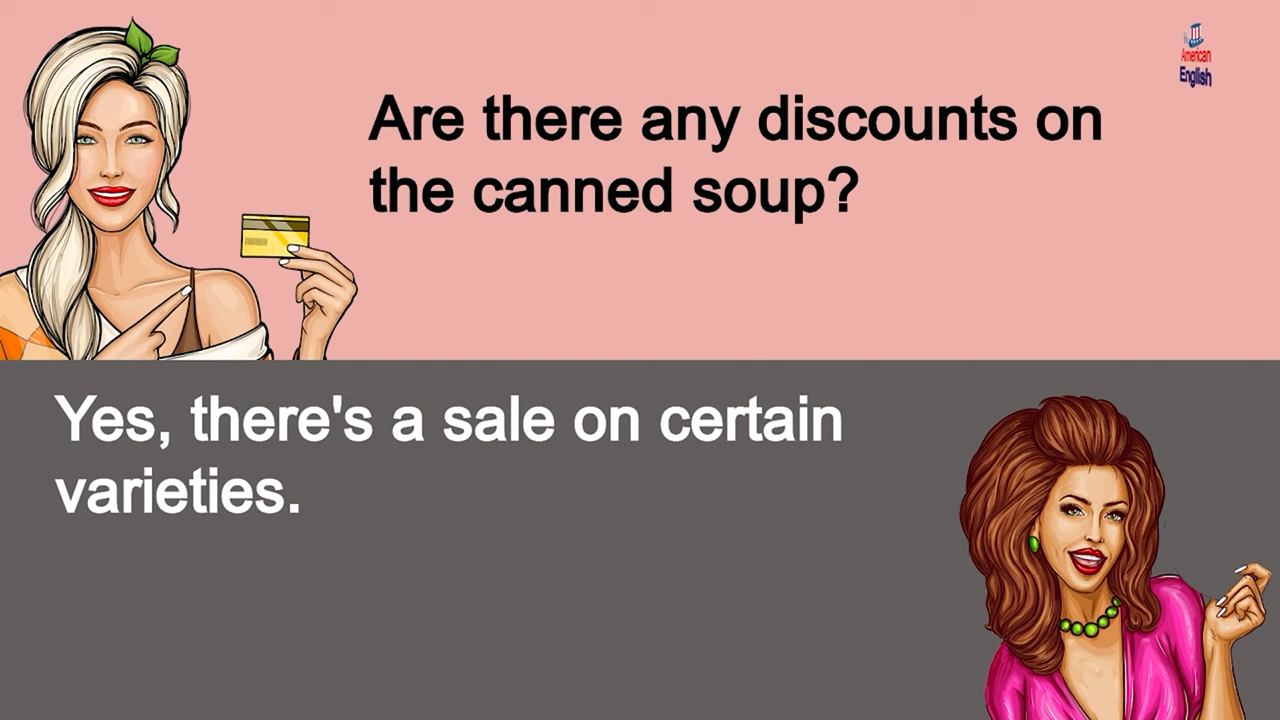 American
English
Are there any discounts on
the canned soup?
Yes, there's a sale on certain
varieties.